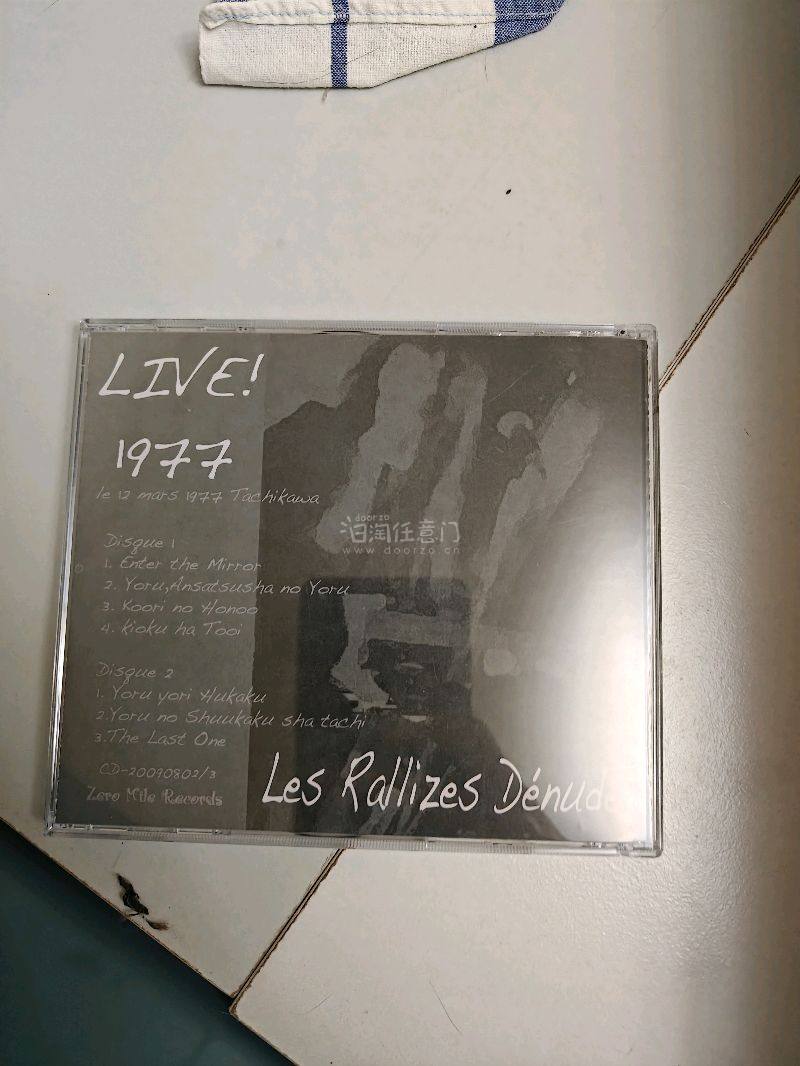 LIVE!
1977
le 12 mars 1977 Tachikawa
doorzo
汩淘任意门
www.doorzo.cn
Disque 1
1. Enter the Mirror
2. Yoru,Ansatsusha no Yoru
3. Koori no Honoo
4. Kioku ha Tooi
Disque 2
1. Yoru yori Hukaku
2.Yoru no Shuukaku sha tachi
3.The Last One
CD-20090802/3
Zero Mile Records
Les Rallizes Dénudé